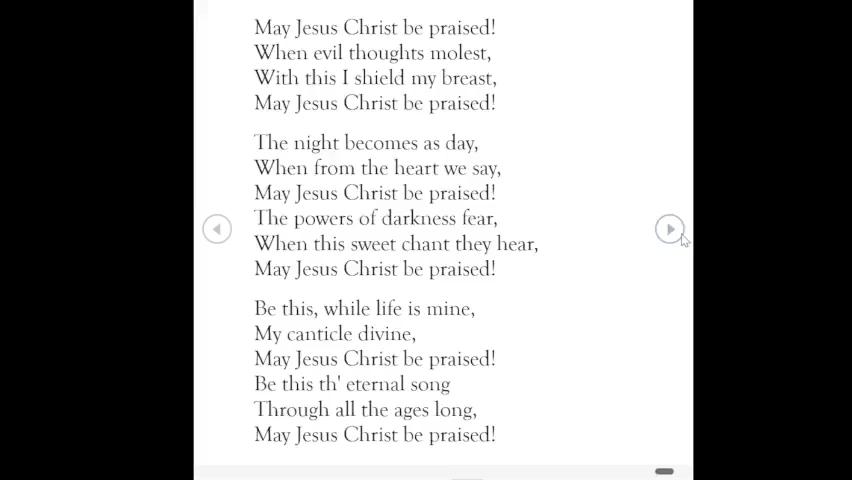 May Jesus Christ be praised!
When evil thoughts molest,
With this I shield my breast,
May Jesus Christ be praised!
The night becomes as day,
When from the heart we say,
May Jesus Christ be praised!
The powers of darkness fear,
When this sweet chant they hear,
May Jesus Christ be praised!
Be this, while life is mine,
My canticle divine,
May Jesus Christ be praised!
Be this th' eternal song
Through all the ages long,
May Jesus Christ be praised!